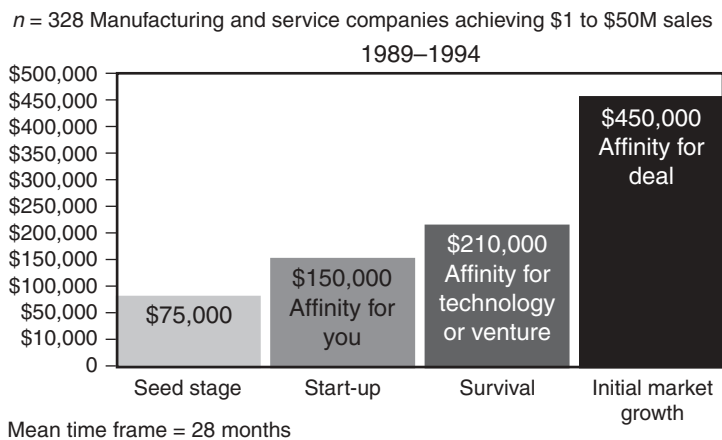 n = 328 Manufacturing and service companies achieving $1 to $50M sales
1989–1994
$500,000
$450,000
$400,000
$350,000
$300,000
$250,000
$200,000
$150,000
$100,000
$50,000
$10,000
0
$75,000
$150,000
Affinity for
you
$210,000
Affinity for
technology
or venture
$450,000
Affinity for
deal
Seed stage
Start-up
Survival
Initial market
growth
Mean time frame = 28 months